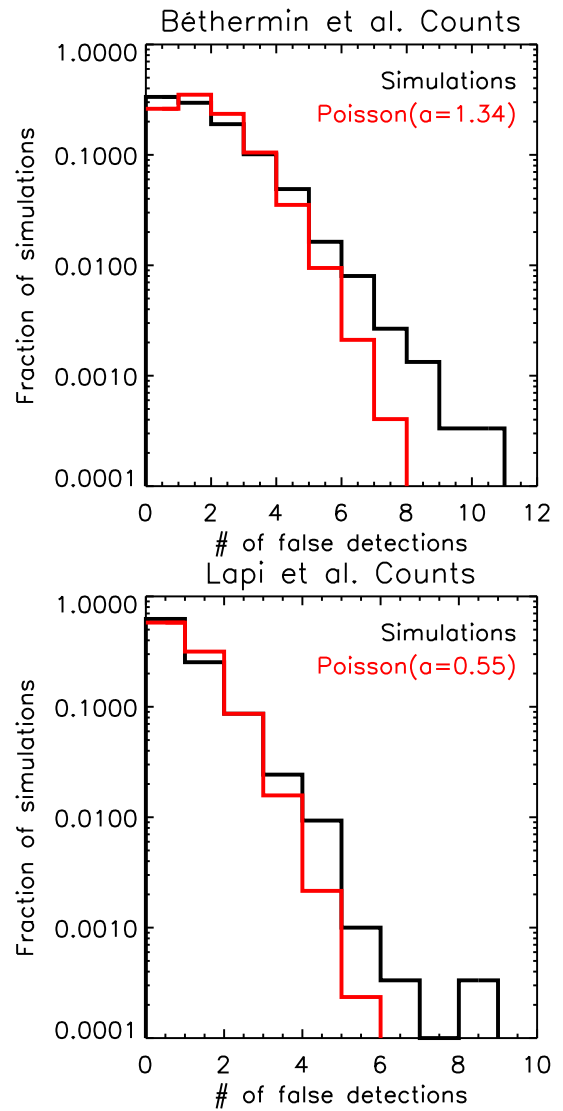 Béthermin et al. Counts
1.0000
Simulations
Poisson(a=1.34)
0.1000
0.0100
0.0010
0.0001
Fraction of simulations
0 2 4 6 8 10 12
# of false detections
Lapi et al. Counts
1.0000
Simulations
Poisson(a=0.55)
0.1000
0.0100
0.0010
0.0001
Fraction of simulations
0 2 4 6 8 10
# of false detections